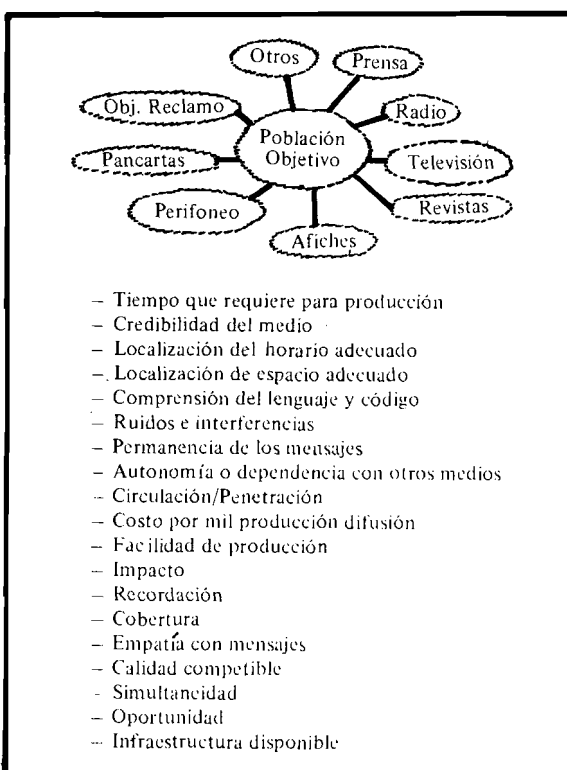 Otros
Prensa
Obj. Reclamo
Radio
Población
Objetivo
Pancartas
Televisión
Perifoneo
Revistas
Afiches
– Tiempo que requiere para producción
– Credibilidad del medio
– Localización del horario adecuado
– Localización de espacio adecuado
– Comprensión del lenguaje y código
– Ruidos e interferencias
– Permanencia de los mensajes
– Autonomía o dependencia con otros medios
– Circulación/Penetración
– Costo por mil producción difusión
– Facilidad de producción
– Impacto
– Recordación
– Cobertura
– Empatía con mensajes
– Calidad competible
- Simultaneidad
– Oportunidad
– Infraestructura disponible